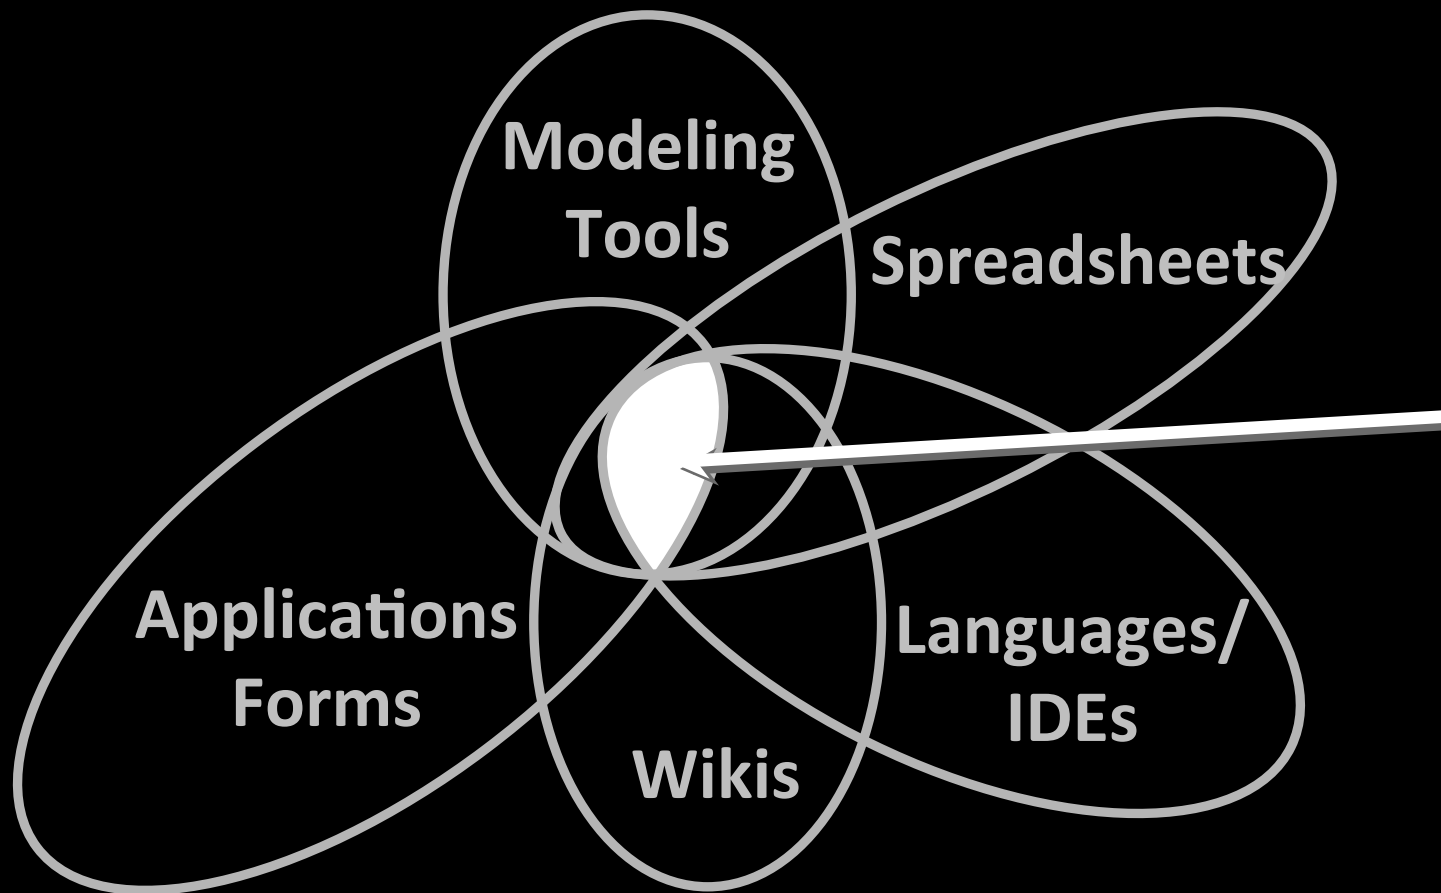 Modeling
Tools
Spreadsheets
Applications
Forms
Languages/
IDEs
Wikis